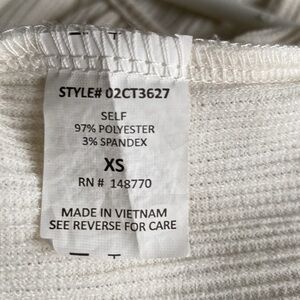 STYLE# 02CT3627
SELF
97% POLYESTER
3% SPANDEX
XS
RN # 148770
MADE IN VIETNAM
SEE REVERSE FOR CARE